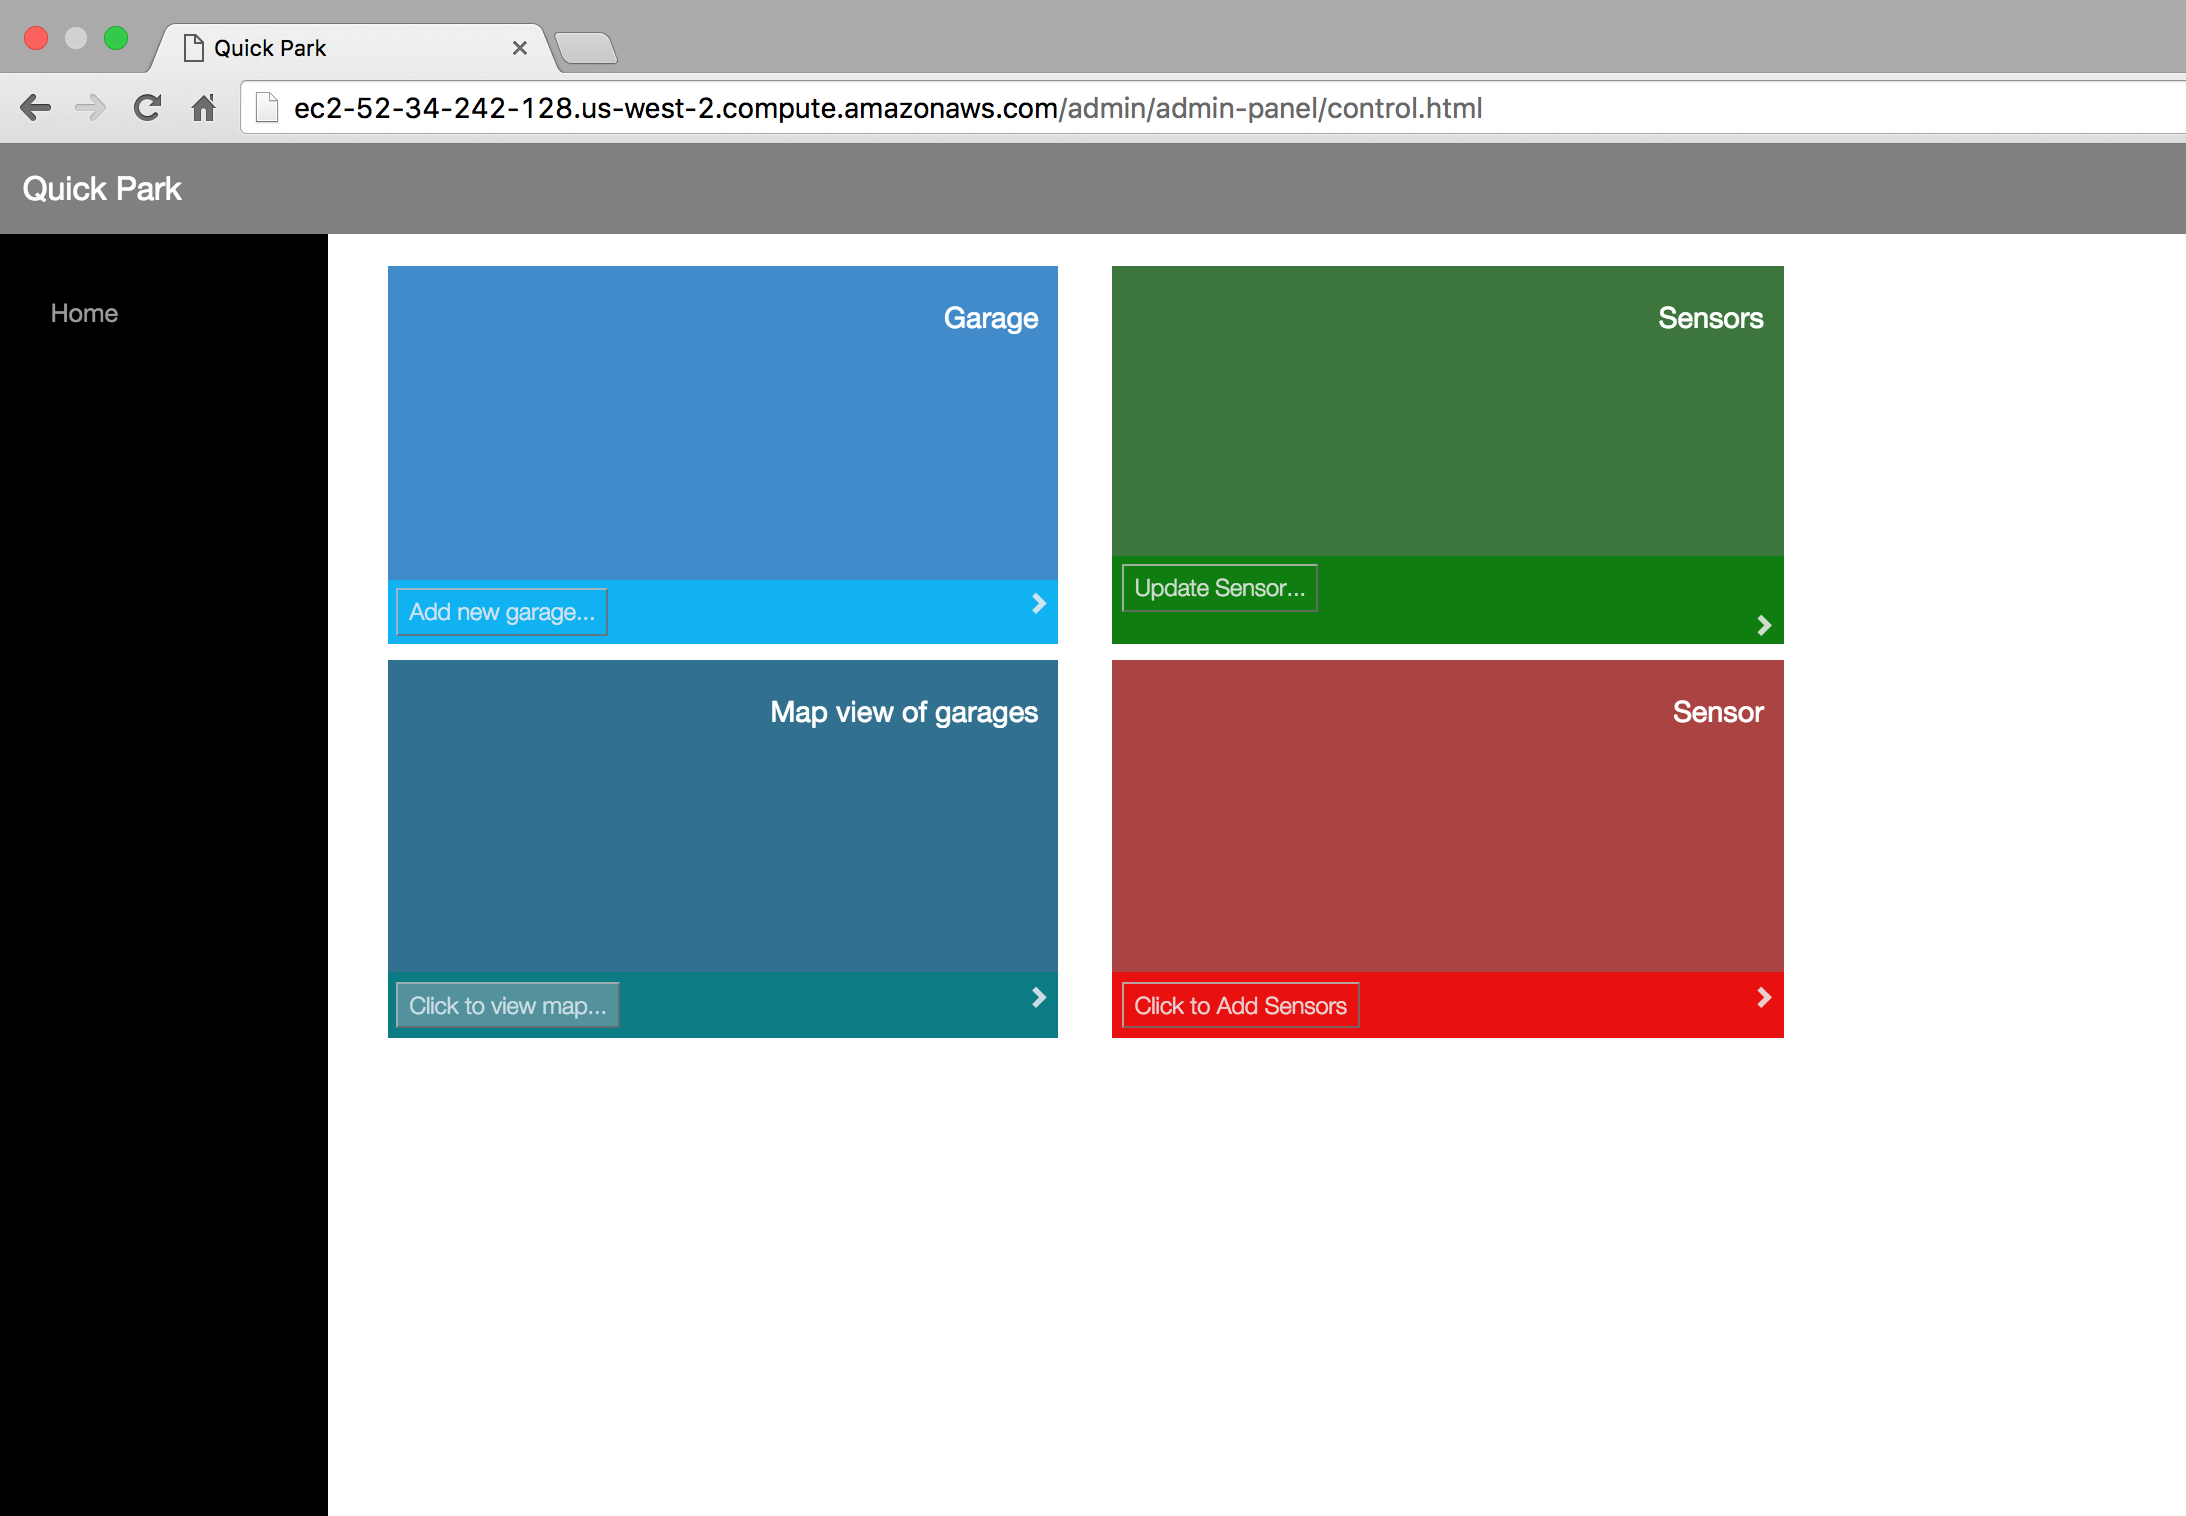 Quick Park
ec2-52-34-242-128.us-west-2.compute.amazonaws.com/admin/admin-panel/control.html
Quick Park
Home
Garage
Add new garage...
Sensors
Update Sensor...
Map view of garages
Click to view map...
Sensor
Click to Add Sensors